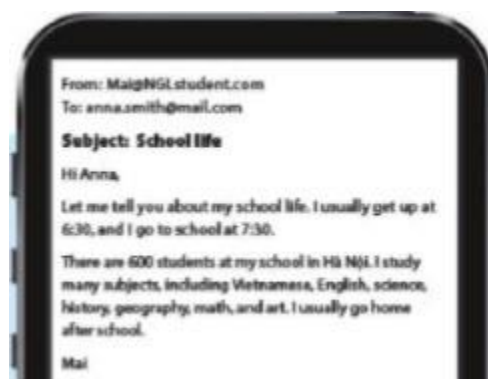 From: Mai@NGI.student.com
To: anna.smith@mail.com
Subject: School life
Hi Anna,
Let me tell you about my school life. I usually get up at
6:30, and I go to school at 7:30.
There are 600 students at my school in Hà Nội. I study
many subjects, including Vietnamese, English, science,
history, geography, math, and art. I usually go home
after school.
Mai